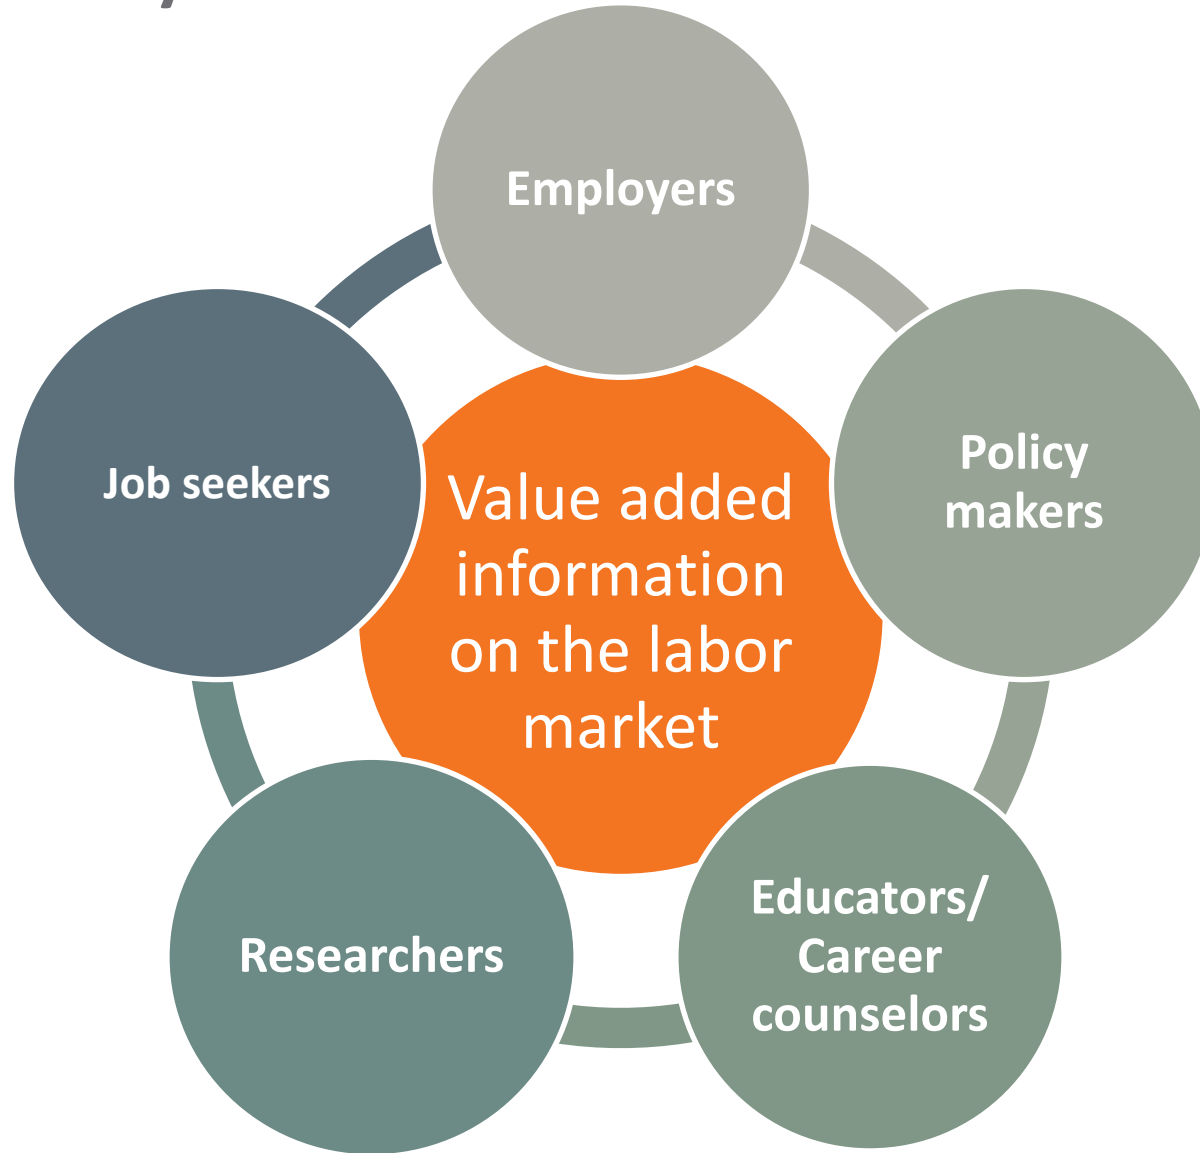 Employers
Job seekers
Policy
makers
Value added
information
on the labor
market
Researchers
Educators/
Career
counselors